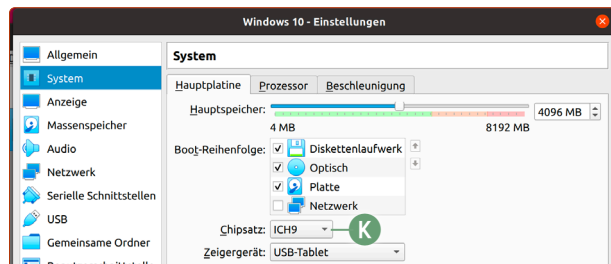 Windows 10 - Einstellungen
Allgemein
System
Anzeige
Massenspeicher
Audio
Netzwerk
Serielle Schnittstellen
USB
Gemeinsame Ordner
System
Hauptplatine Prozessor Beschleunigung
Hauptspeicher: 4096 MB
4 MB 8192 MB
Boot-Reihenfolge: Diskettenlaufwerk
Optisch
Platte
Netzwerk
Chipsatz: ICH9 K
Zeigergerät: USB-Tablet